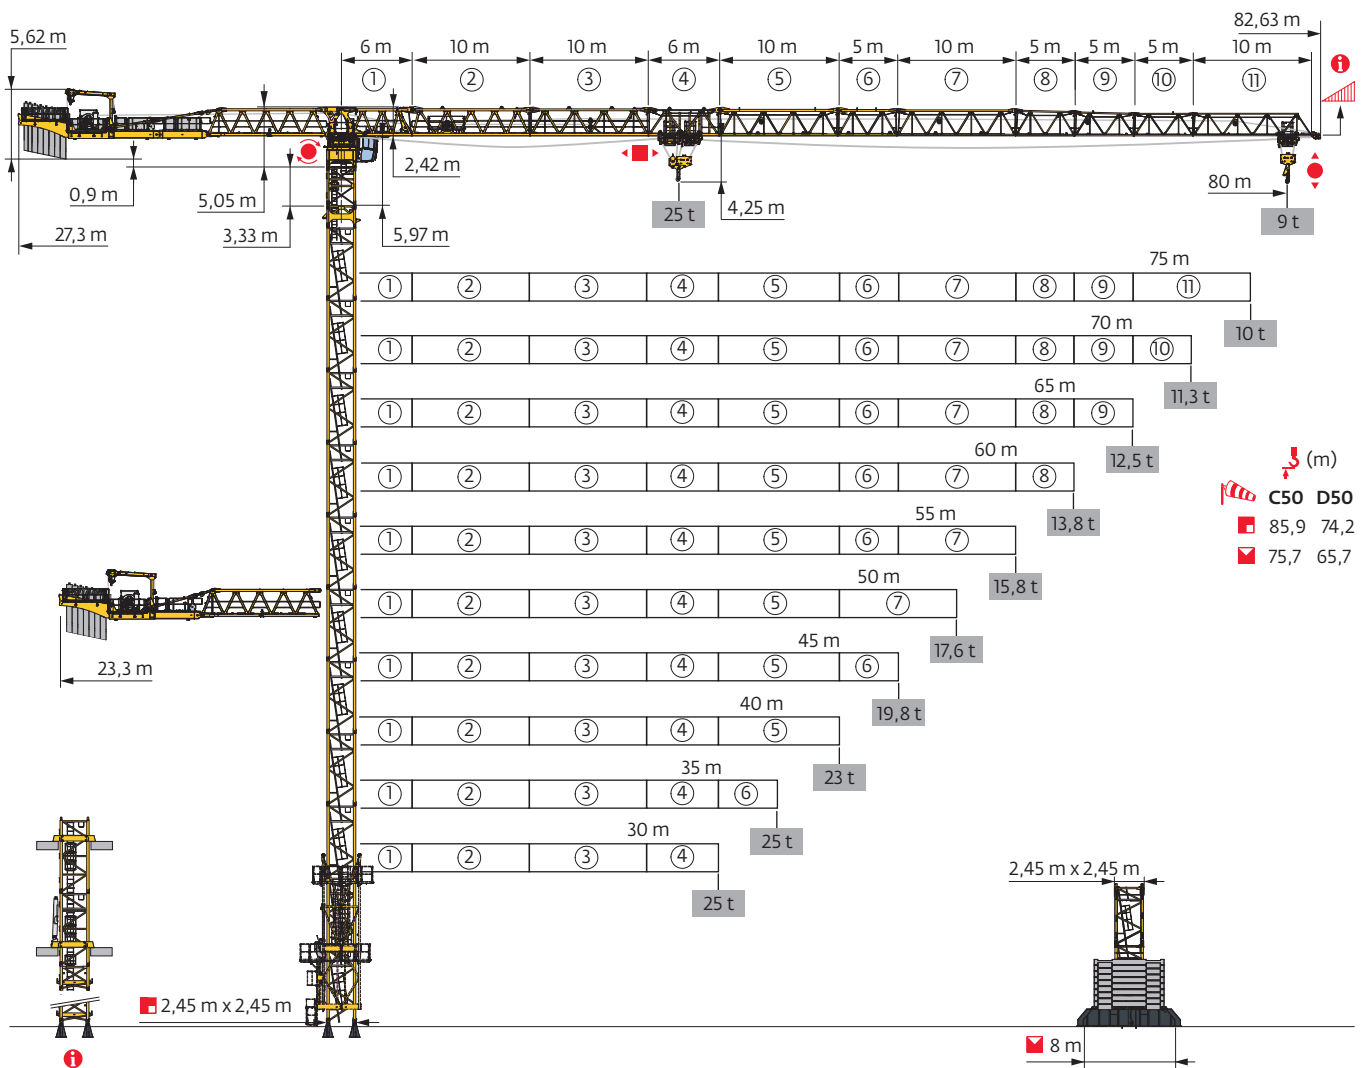 82,63 m
5,62 m
6 m 10 m 10 m 6 m 10 m 5 m 10 m 5 m 5 m 5 m 10 m
1 2 3 4 5 6 7 8 9 10 11
i
2,42 m
0,9 m
5,05 m
4,25 m
80 m
25 t
9 t
27,3 m
3,33 m
5,97 m
75 m
1 2 3 4 5 6 7 8 9 11
10 t
70 m
1 2 3 4 5 6 7 8 9 10
11,3 t
65 m
1 2 3 4 5 6 7 8 9
12,5 t
60 m
1 2 3 4 5 6 7 8
13,8 t
(m)
C50 D50
85,9 74,2
75,7 65,7
55 m
1 2 3 4 5 6 7
15,8 t
50 m
1 2 3 4 5 7
17,6 t
23,3 m
45 m
1 2 3 4 5 6
19,8 t
40 m
1 2 3 4 5
23 t
35 m
1 2 3 4 6
25 t
30 m
1 2 3 4
25 t
2,45 m x 2,45 m
2,45 m x 2,45 m
8 m
i